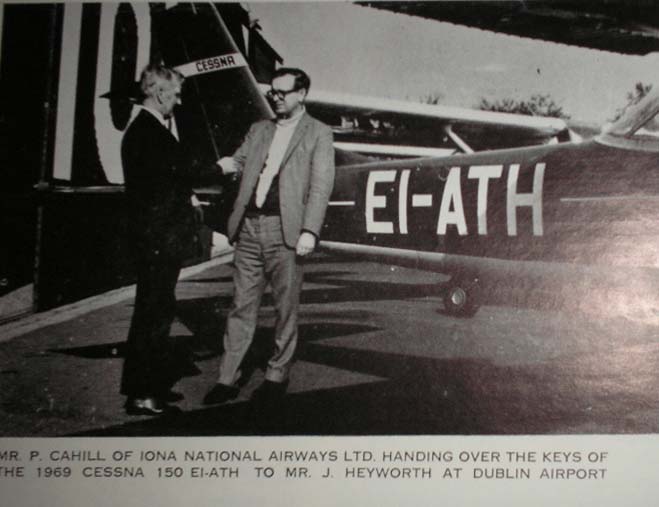 CESSNA
EI-ATH
MR. P. CAHILL OF IONA NATIONAL AIRWAYS LTD. HANDING OVER THE KEYS OF
THE 1969 CESSNA 150 EI-ATH TO MR. J. HEYWORTH AT DUBLIN AIRPORT